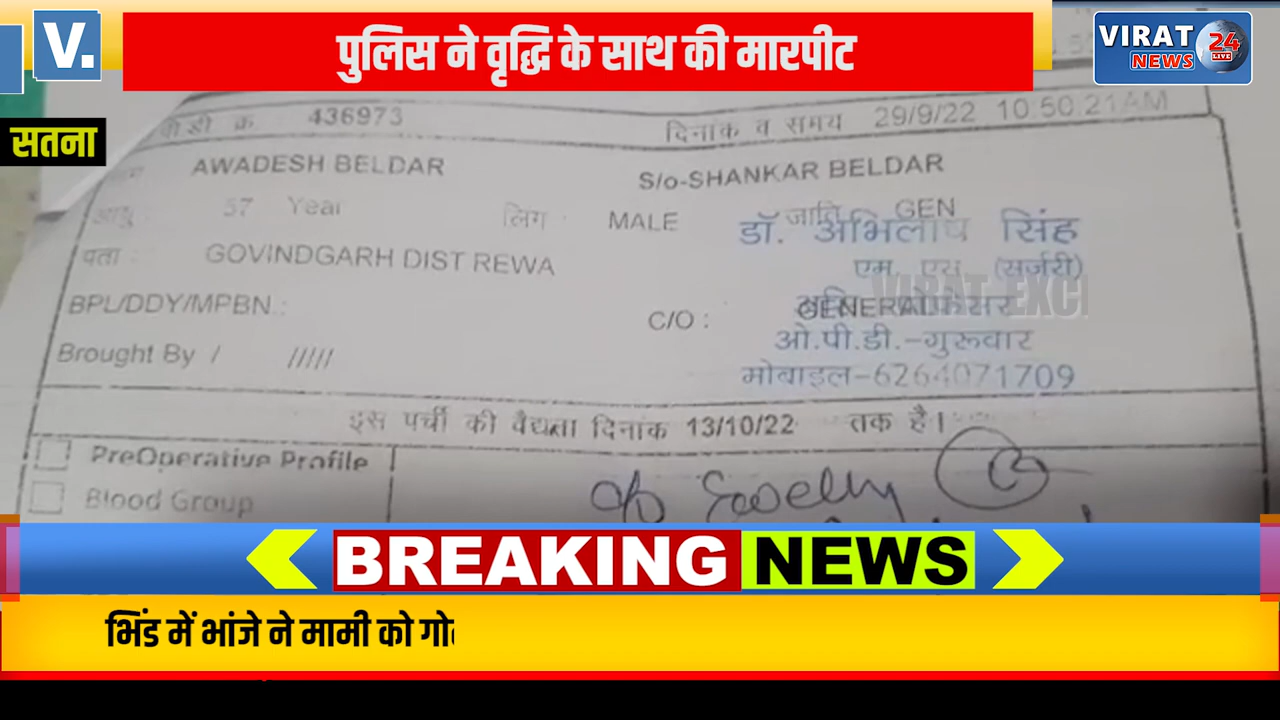 V.
पुलिस ने वृद्धि के साथ की मारपीट
VIRAT 24
NEWS LIVE
सतना
436973 दिनांक व समय 29/9/22 10:50:21AM
AWADESH BELDAR S/o-SHANKAR BELDAR
आयु : 57 Year लिंग : MALE जाति GEN
डॉ. अभिलाष सिंह
पता : GOVINDGARH DIST REWA
एम. एस. (सर्जरी)
BPL/DDY/MPBN.: C/O : GENERAL
ओ.पी.डी.-गुरूवार
Brought By / /////
मोबाइल-6264071709
इस पर्ची की वैद्यता दिनांक 13/10/22 तक है।
PreOperative Profile
Blood Group
BREAKING NEWS
भिंड में भांजे ने मामी को